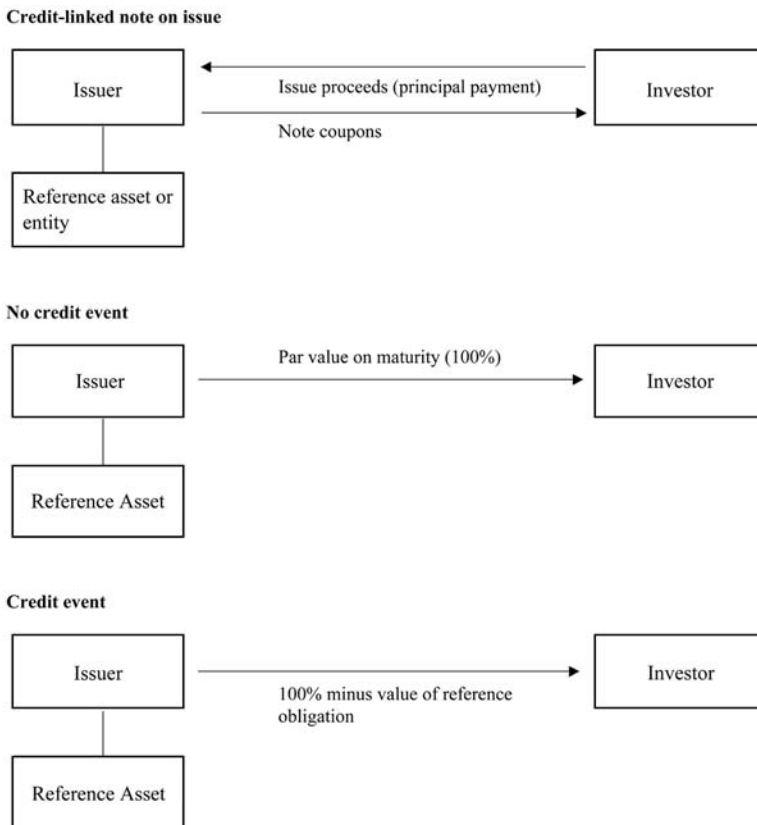 Credit-linked note on issue
Issuer
Issue proceeds (principal payment)
Investor
Note coupons
Reference asset or
entity
No credit event
Issuer
Par value on maturity (100%)
Investor
Reference Asset
Credit event
Issuer
Investor
100% minus value of reference
obligation
Reference Asset